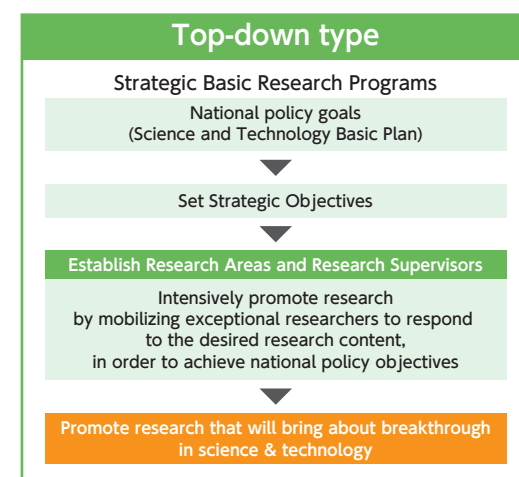 Top-down type
Strategic Basic Research Programs
National policy goals
(Science and Technology Basic Plan)
Set Strategic Objectives
Establish Research Areas and Research Supervisors
Intensively promote research
by mobilizing exceptional researchers to respond
to the desired research content,
in order to achieve national policy objectives
Promote research that will bring about breakthrough
in science & technology